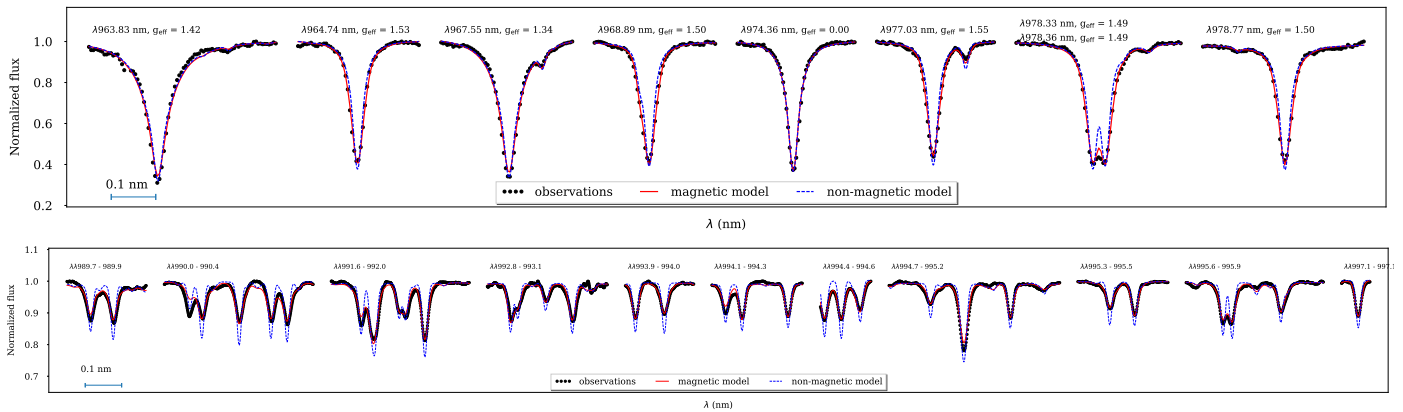 λ963.83 nm, g_eff = 1.42
λ964.74 nm, g_eff = 1.53
λ967.55 nm, g_eff = 1.34
λ968.89 nm, g_eff = 1.50
λ974.36 nm, g_eff = 0.00
λ977.03 nm, g_eff = 1.55
λ978.33 nm, g_eff = 1.49
λ978.36 nm, g_eff = 1.49
λ978.77 nm, g_eff = 1.50
1.0
0.8
0.6
0.4
0.2
Normalized flux
0.1 nm
observations magnetic model non-magnetic model
λ (nm)
1.1
1.0
0.9
0.8
0.7
Normalized flux
λλ989.7 - 989.9
λλ990.0 - 990.4
λλ991.6 - 992.0
λλ992.8 - 993.1
λλ993.9 - 994.0
λλ994.1 - 994.3
λλ994.4 - 994.6
λλ994.7 - 995.2
λλ995.3 - 995.5
λλ995.6 - 995.9
λλ997.1 - 997.
0.1 nm
observations magnetic model non-magnetic model
λ (nm)